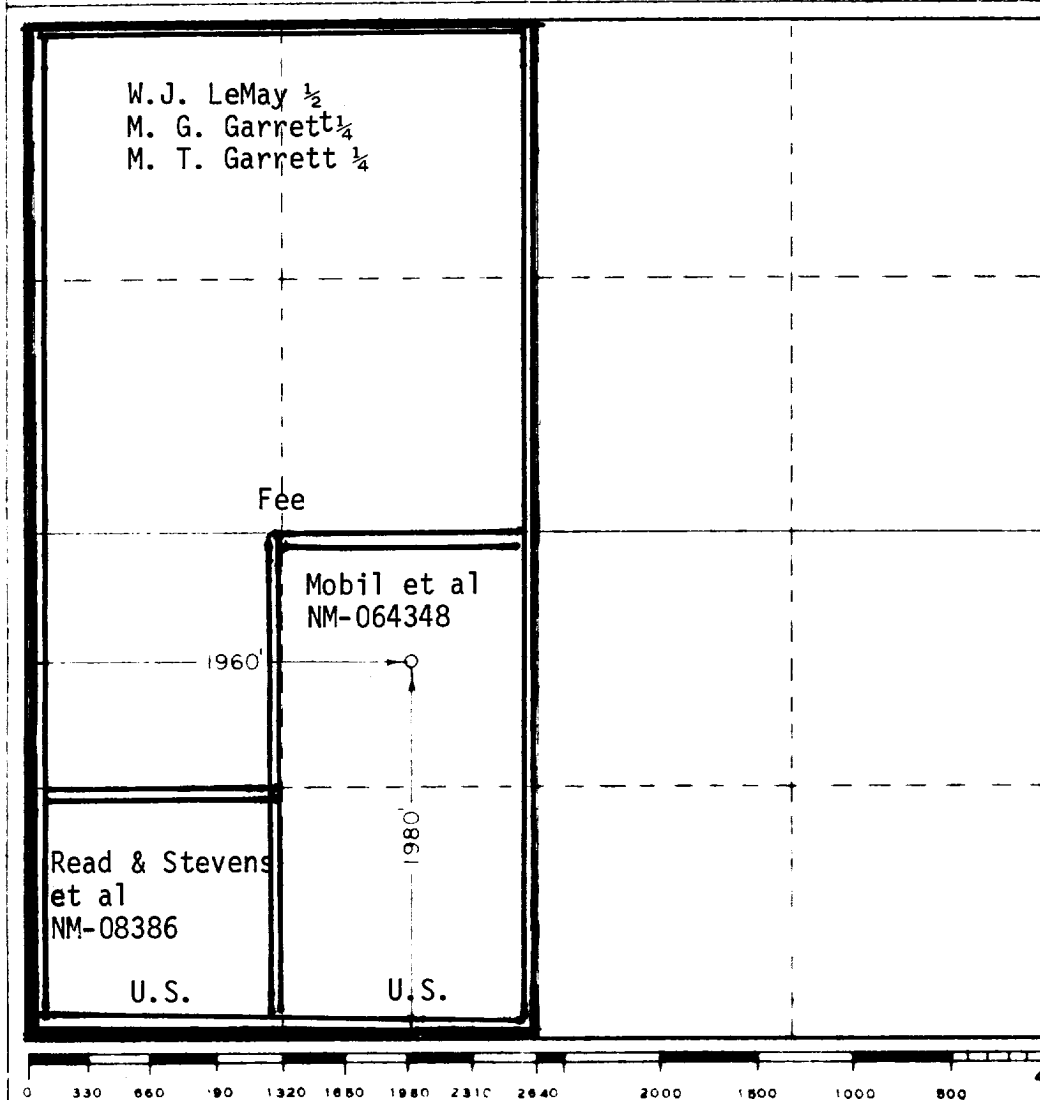 W.J. LeMay ½
M. G. Garrett ¼
M. T. Garrett ¼
Fee
Mobil et al
NM-064348
1960'
1980'
Read & Stevens
et al
NM-08386
U.S.
U.S.
0 330 660 '90 1320 1650 1980 2310 2640 2000 1500 1000 500